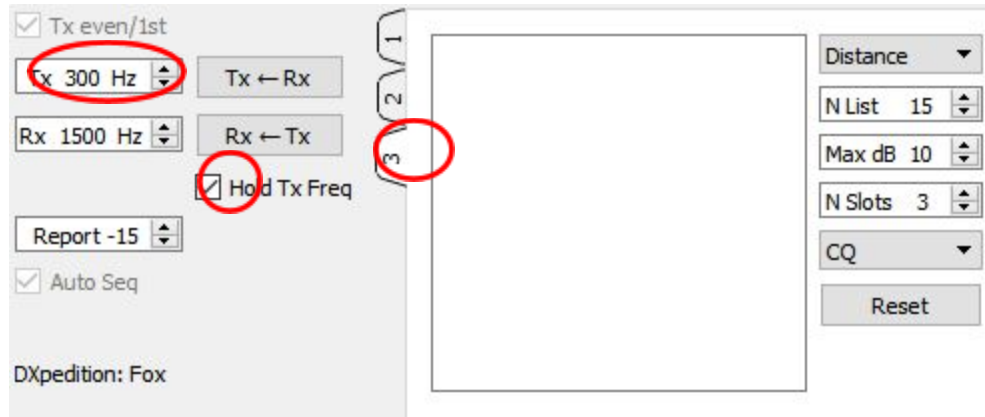 Tx even/1st
Tx 300 Hz
Tx ← Rx
Rx 1500 Hz
Rx ← Tx
Hold Tx Freq
Report -15
Auto Seq
DXpedition: Fox
1
2
3
Distance
N List 15
Max dB 10
N Slots 3
CQ
Reset